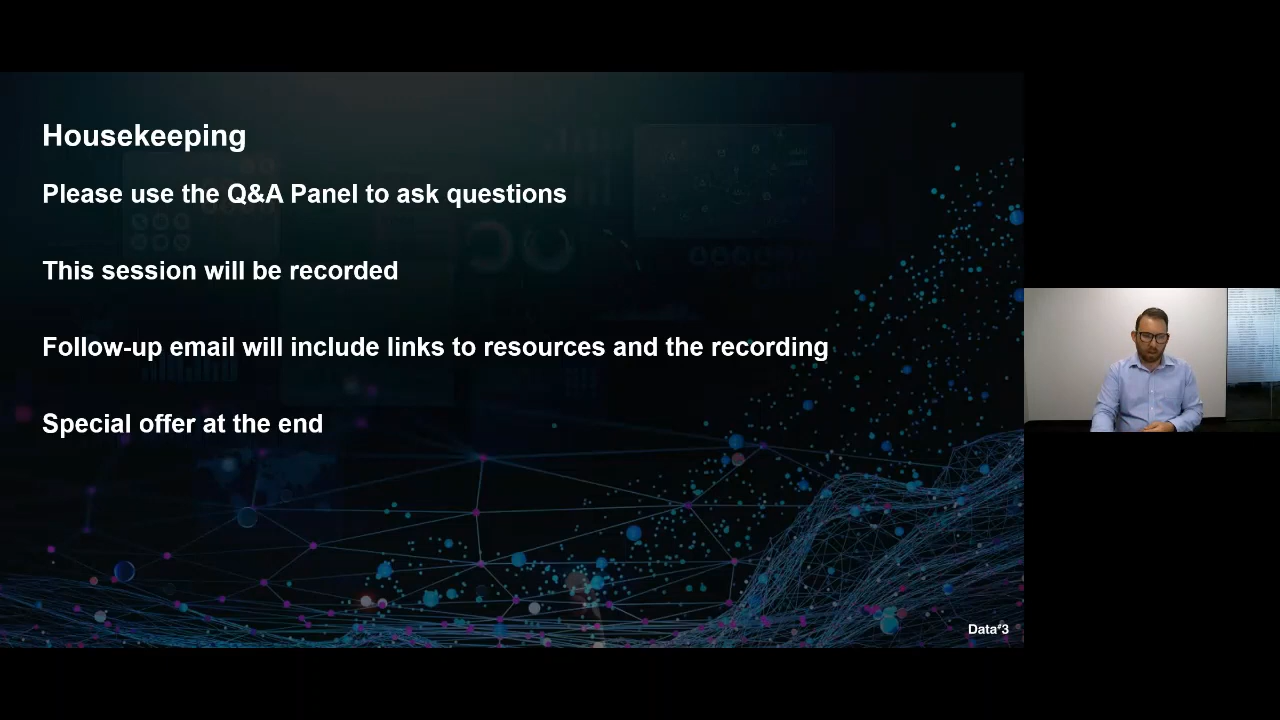 Housekeeping
Please use the Q&A Panel to ask questions
This session will be recorded
Follow-up email will include links to resources and the recording
Special offer at the end
Data#3